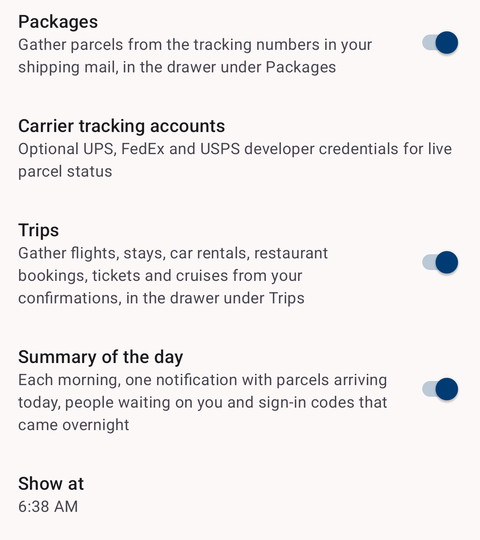 Packages
Gather parcels from the tracking numbers in your
shipping mail, in the drawer under Packages
Carrier tracking accounts
Optional UPS, FedEx and USPS developer credentials for live
parcel status
Trips
Gather flights, stays, car rentals, restaurant
bookings, tickets and cruises from your
confirmations, in the drawer under Trips
Summary of the day
Each morning, one notification with parcels arriving
today, people waiting on you and sign-in codes that
came overnight
Show at
6:38 AM